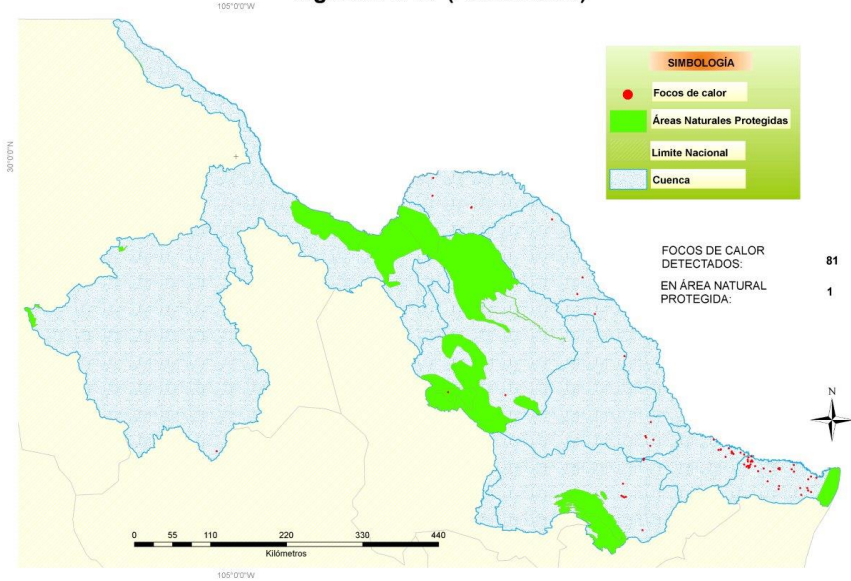 105°0'0"W
SIMBOLOGÍA
Focos de calor
Áreas Naturales Protegidas
Limite Nacional
Cuenca
30°0'0"N
FOCOS DE CALOR
DETECTADOS: 81
EN ÁREA NATURAL
PROTEGIDA: 1
N
0 55 110 220 330 440
Kilómetros
105°0'0"W